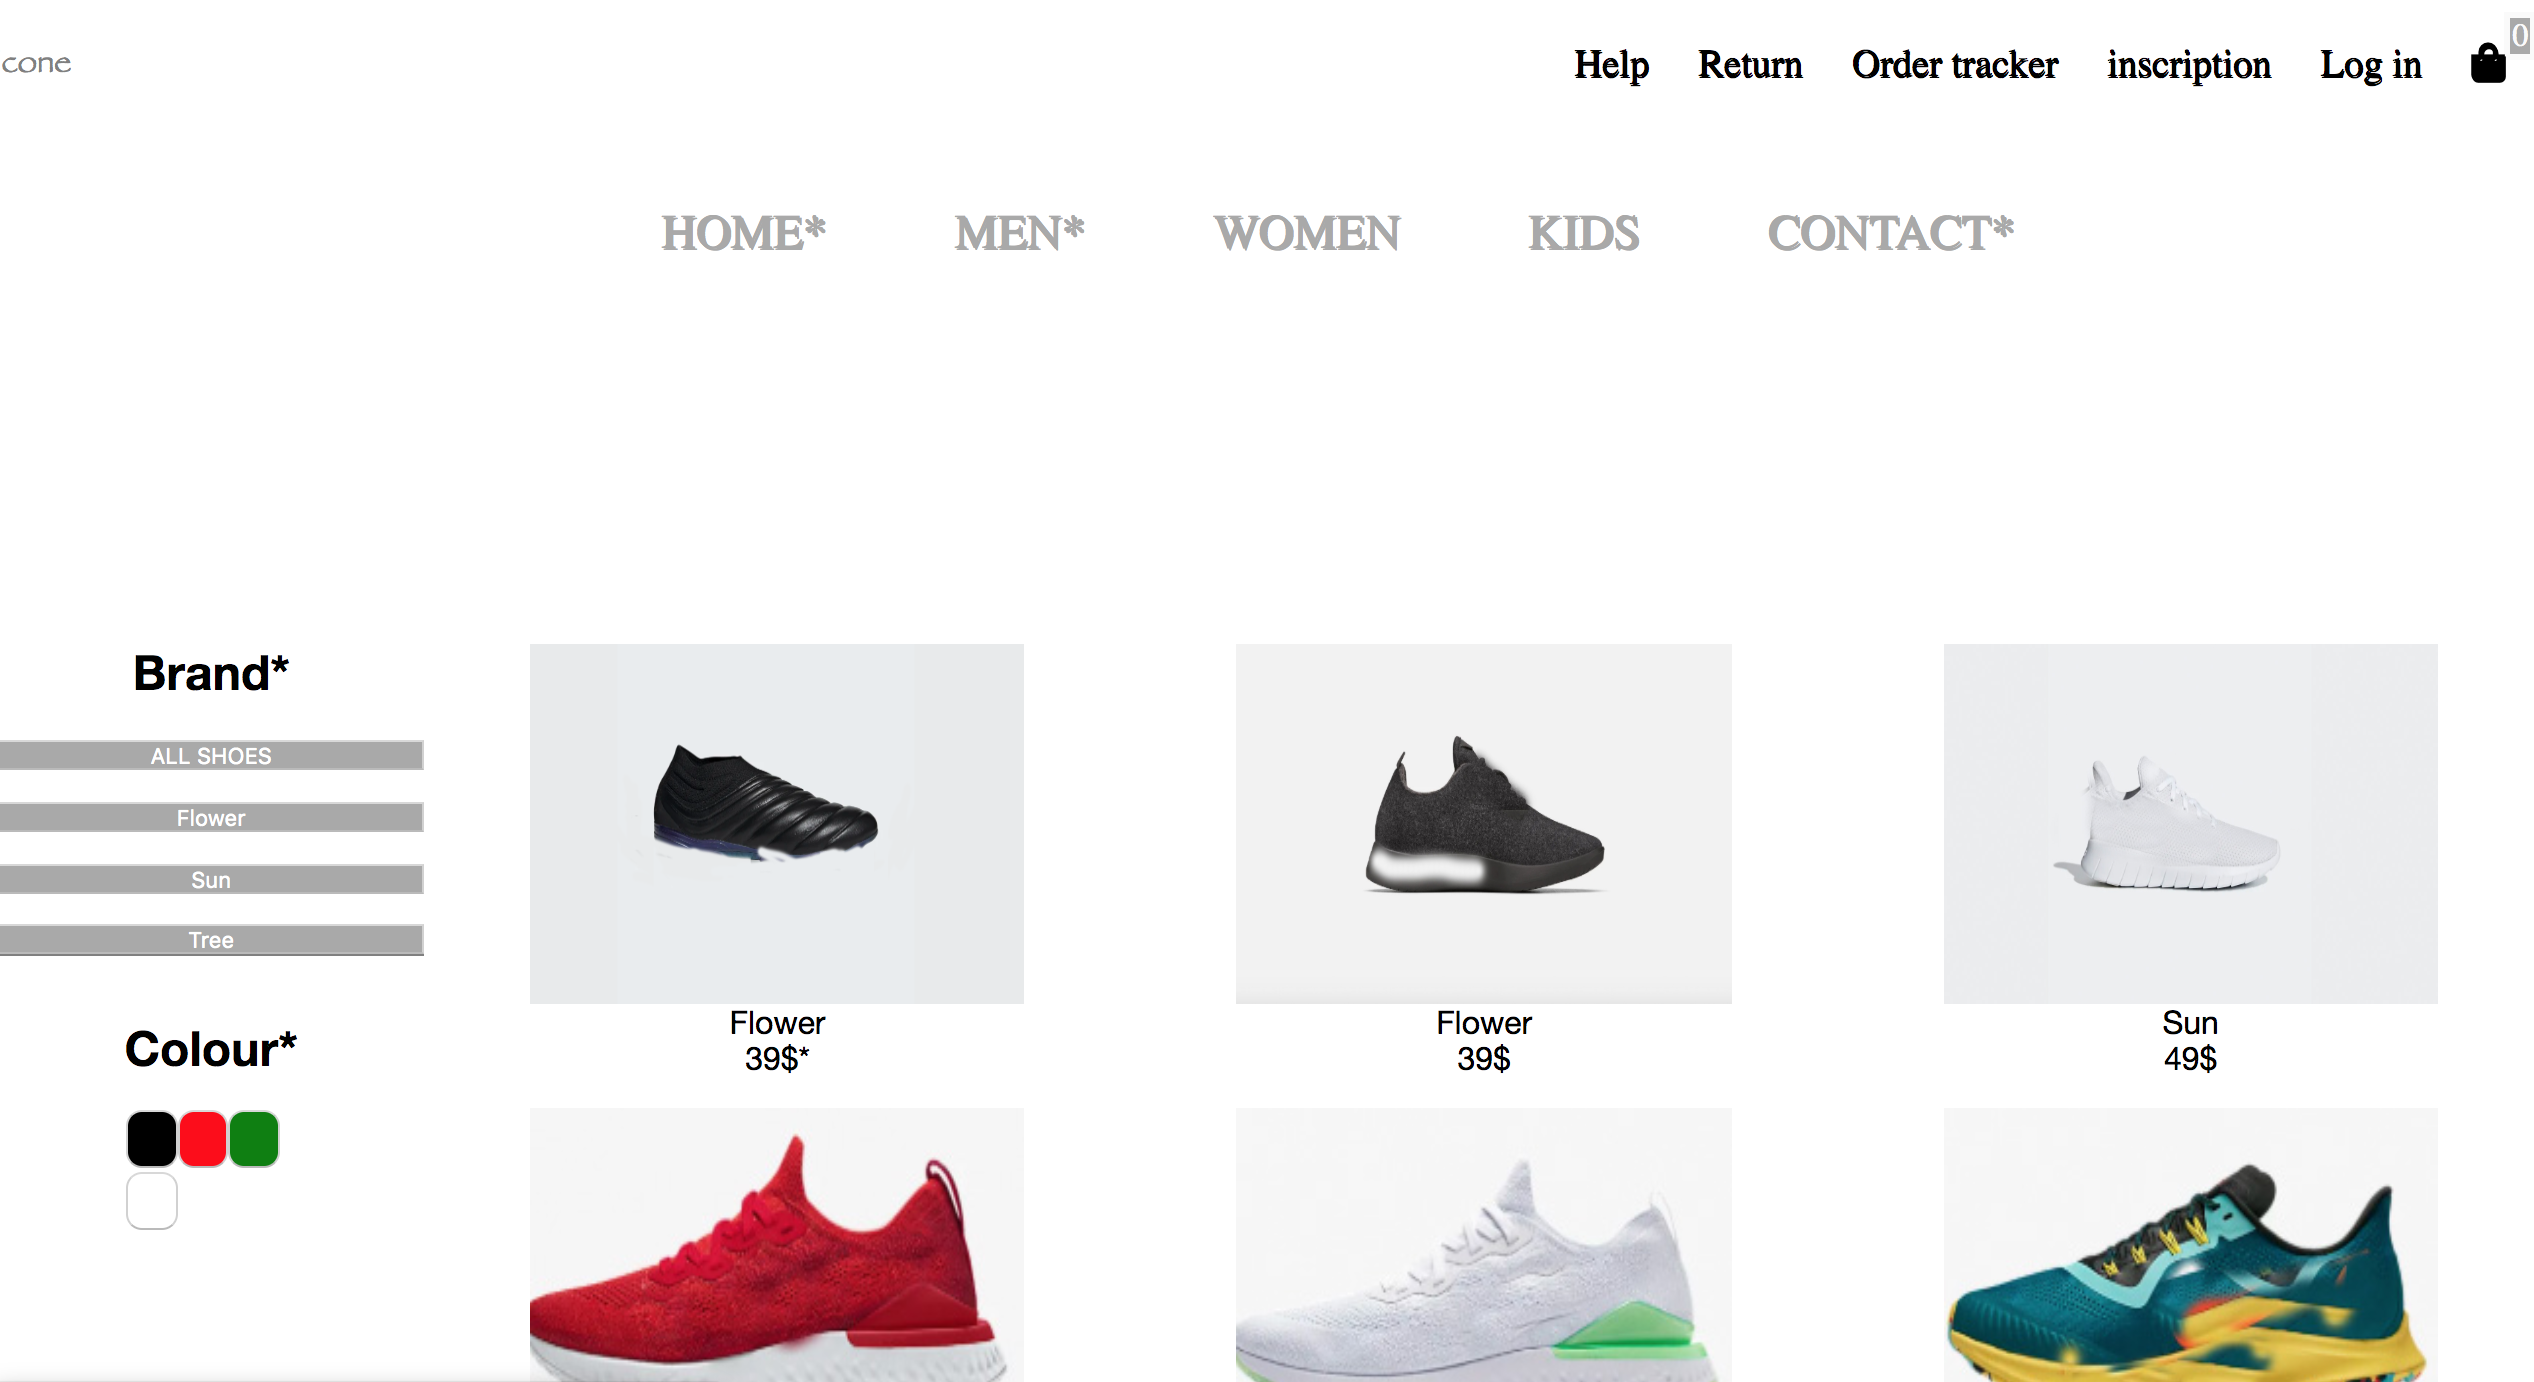 cone
Help Return Order tracker inscription Log in 0
HOME* MEN* WOMEN KIDS CONTACT*
Brand*
ALL SHOES
Flower
Sun
Tree
Colour*
Flower
39$*
Flower
39$
Sun
49$